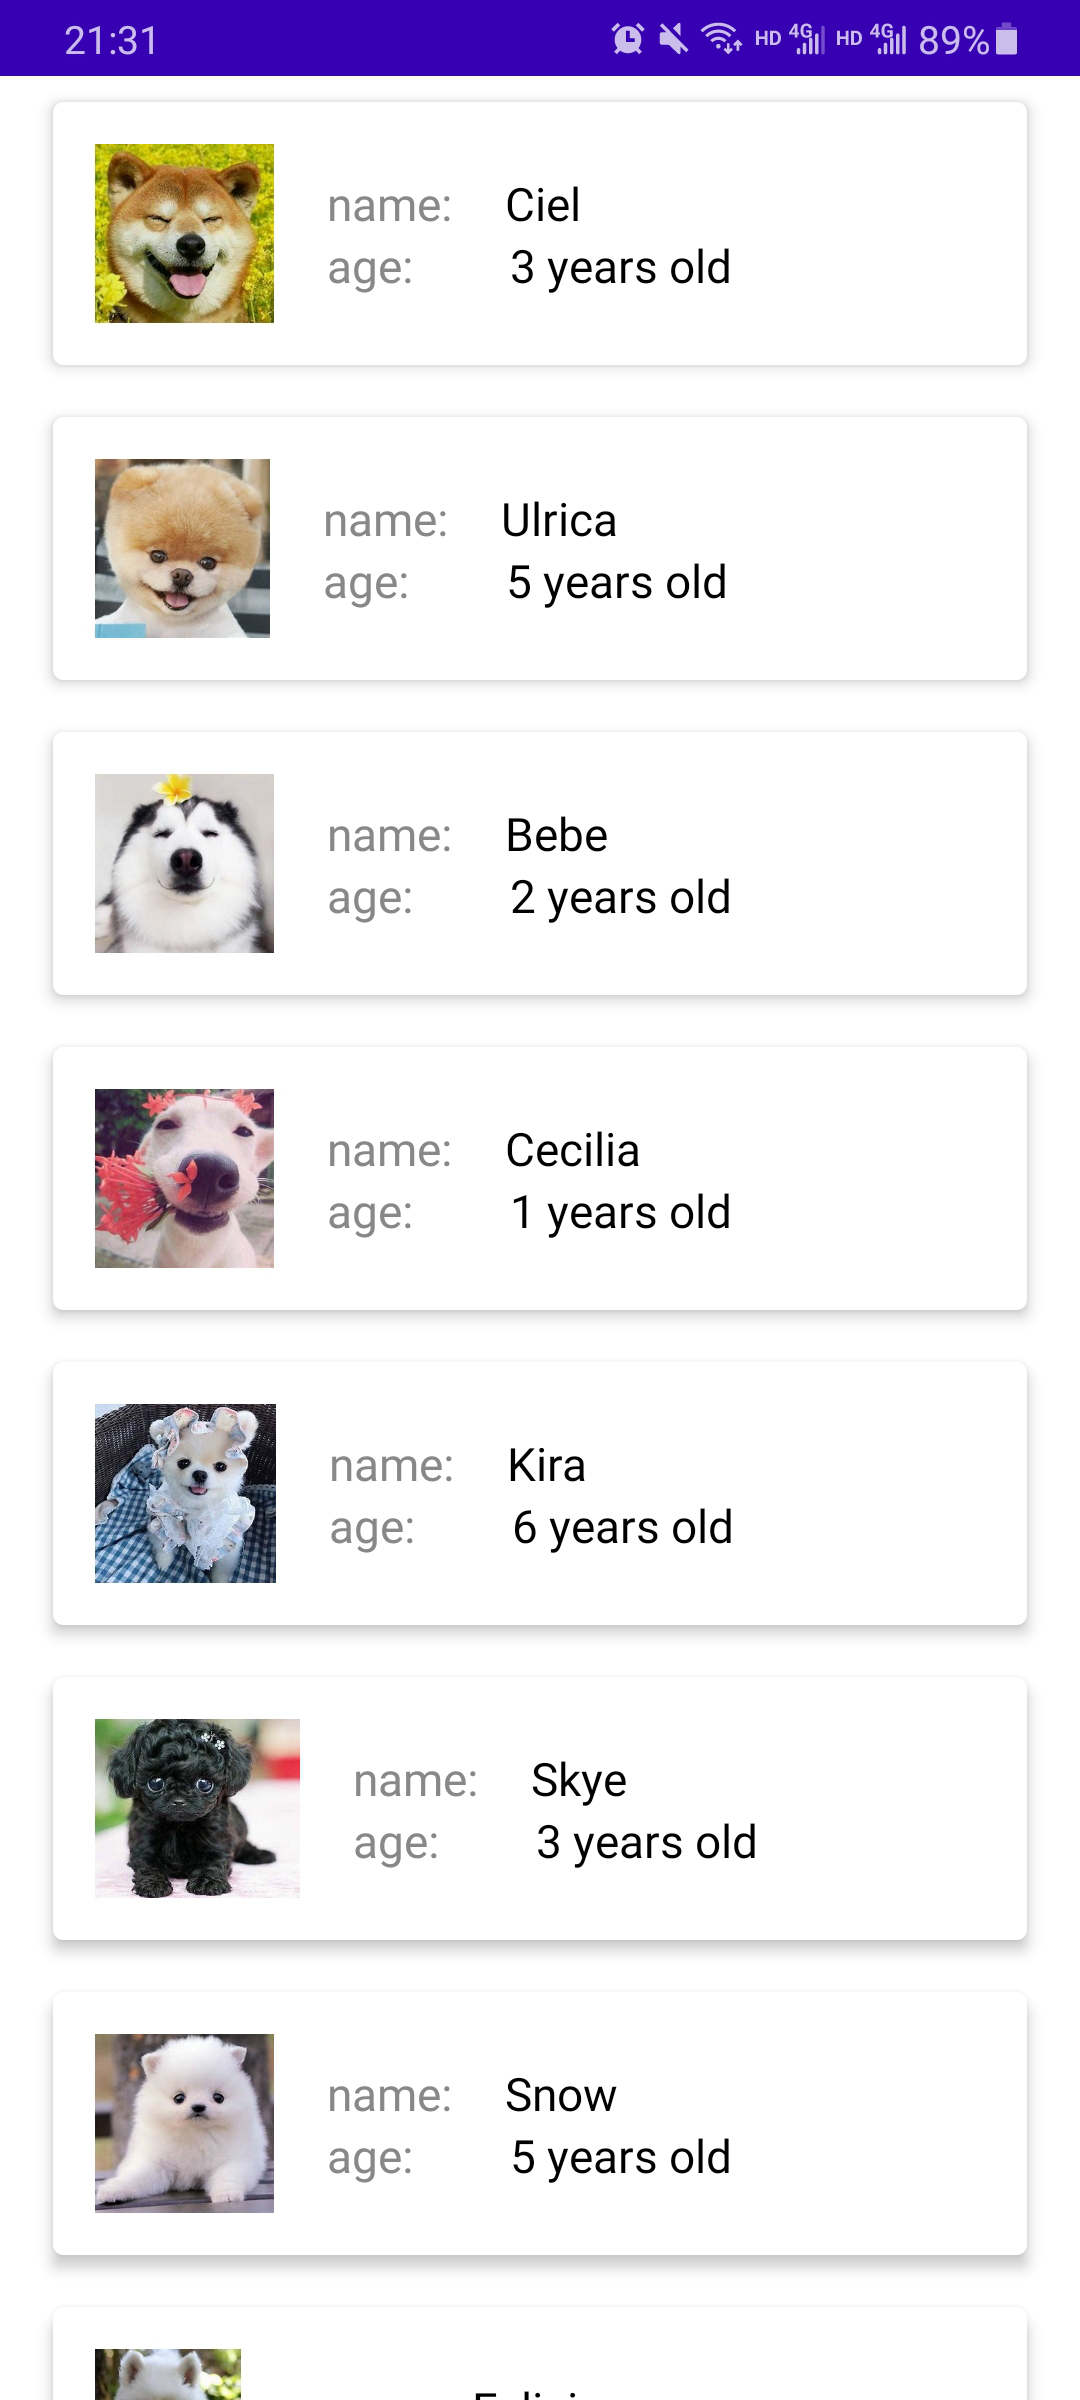 21:31 HD 4G HD 4G 89%
name: Ciel
age: 3 years old
name: Ulrica
age: 5 years old
name: Bebe
age: 2 years old
name: Cecilia
age: 1 years old
name: Kira
age: 6 years old
name: Skye
age: 3 years old
name: Snow
age: 5 years old